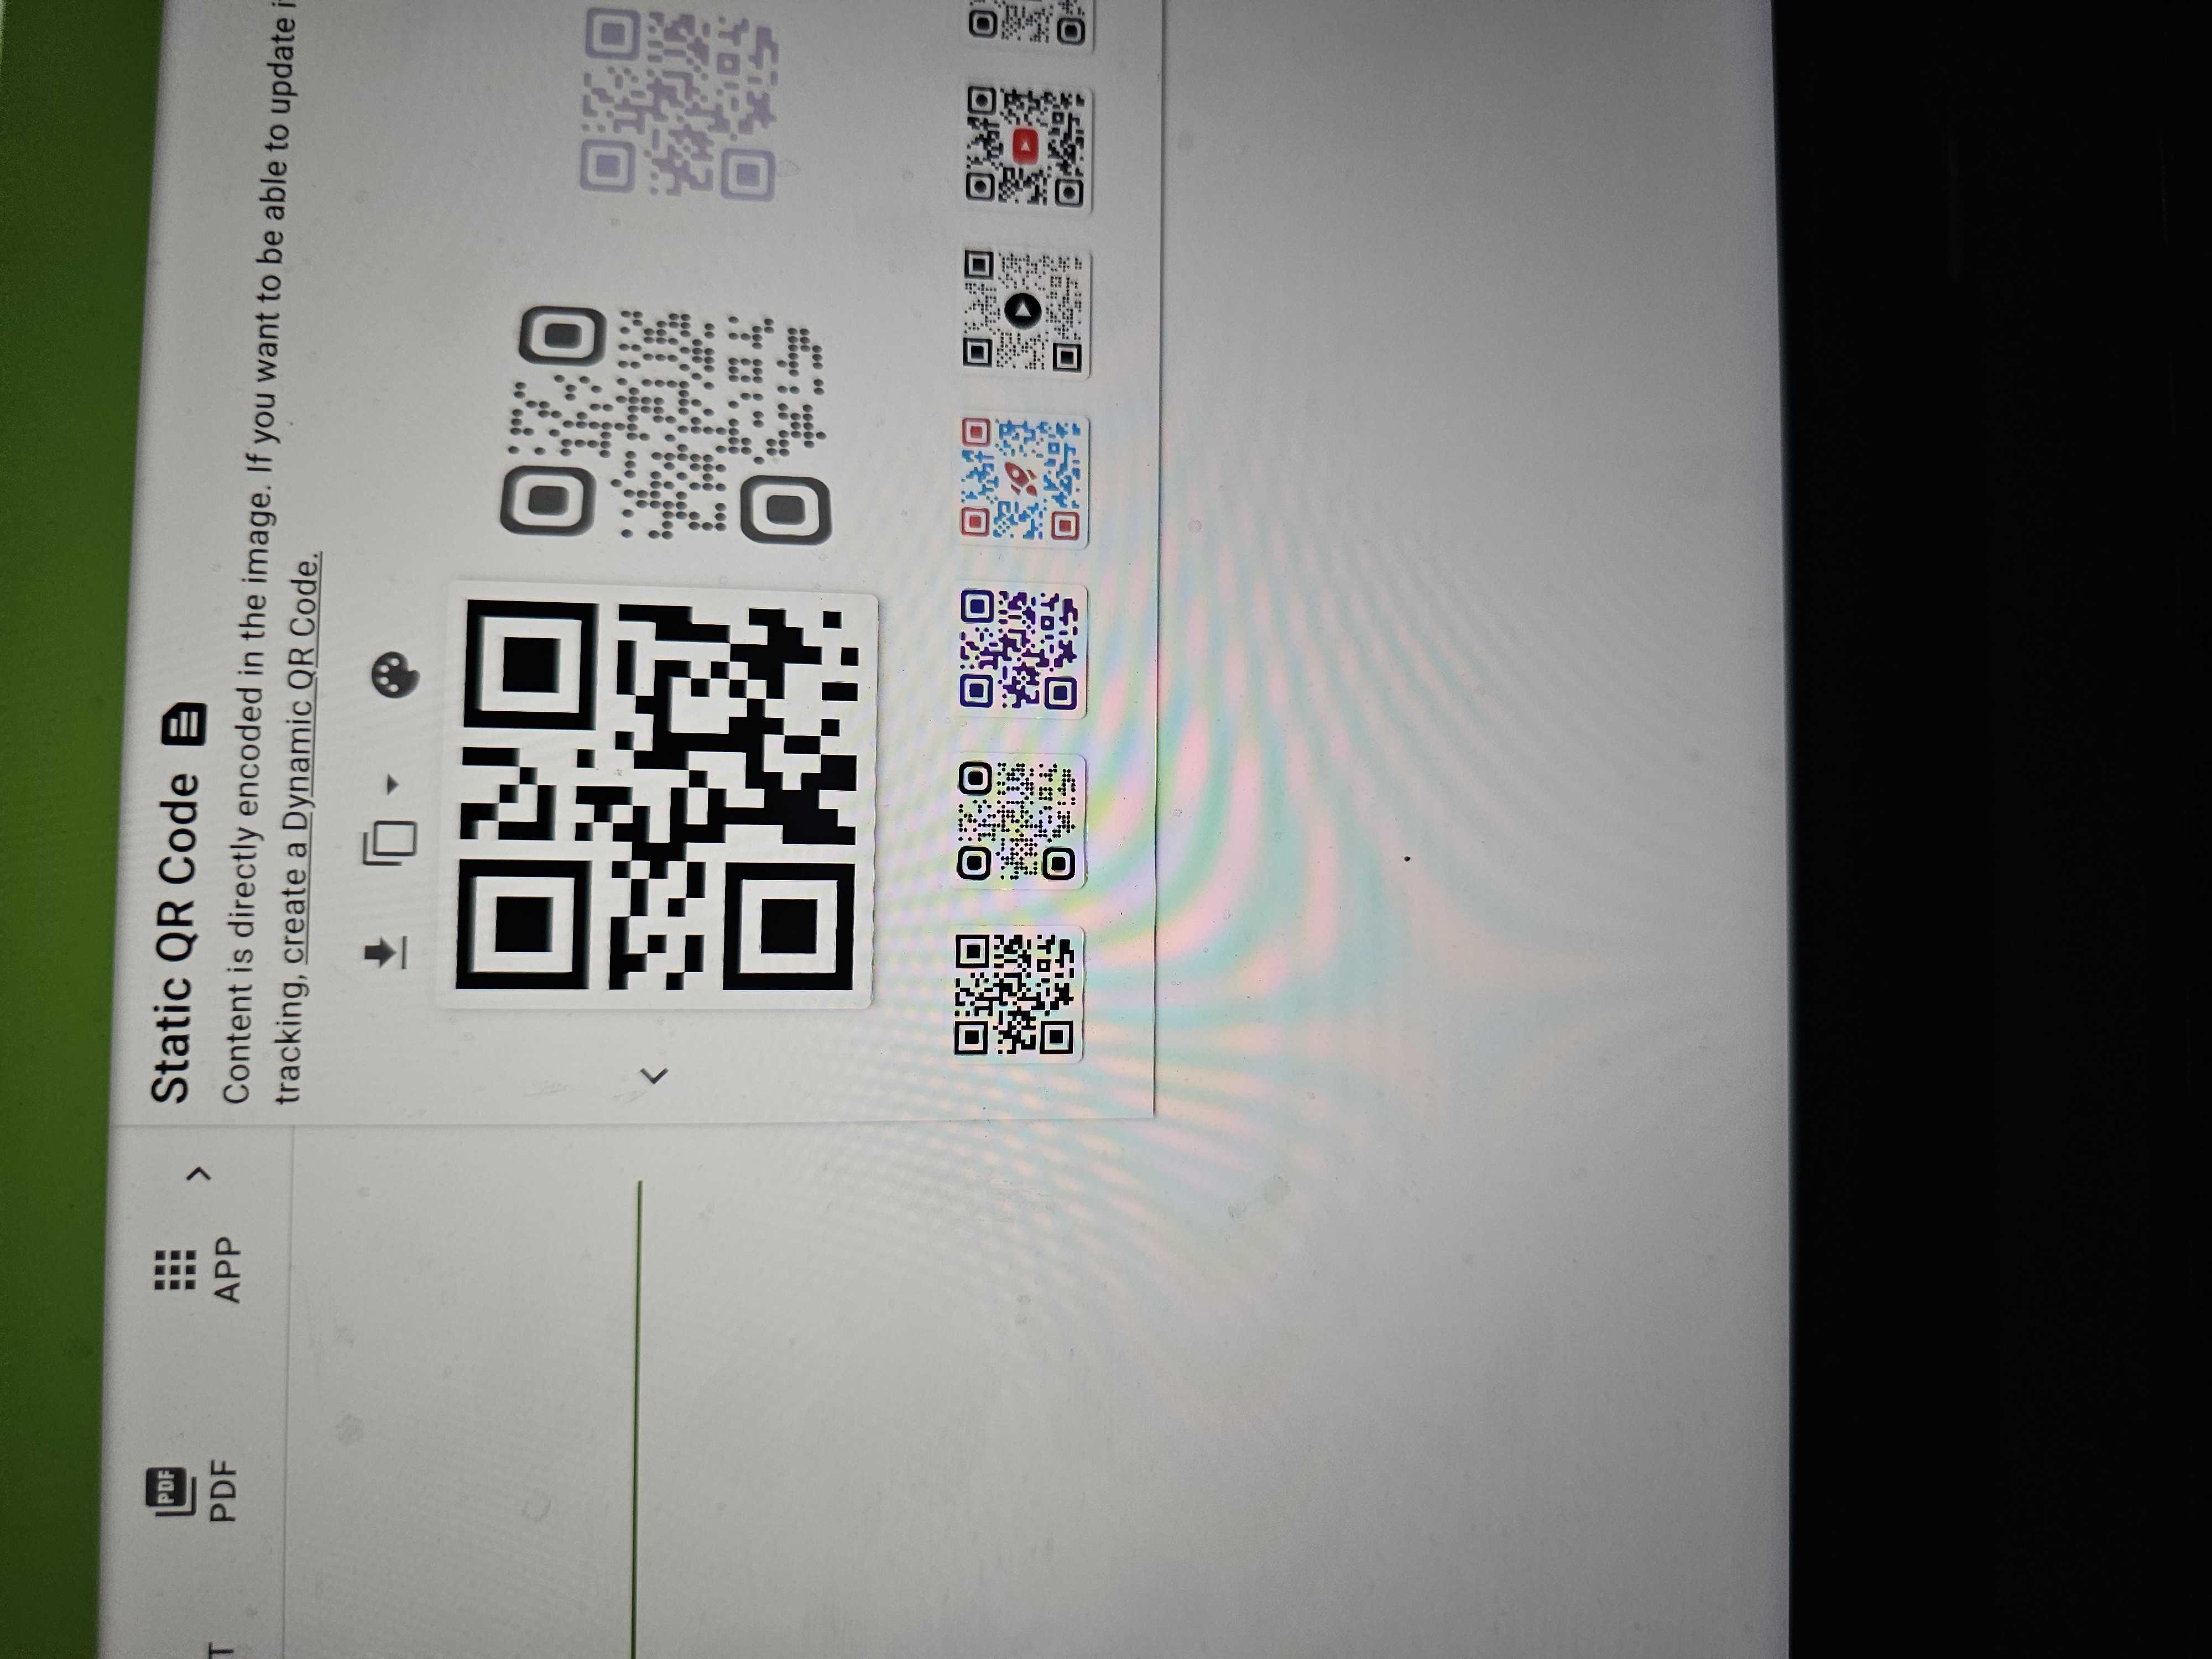 T
PDF
PDF
APP
Static QR Code
Content is directly encoded in the image. If you want to be able to update
tracking, create a Dynamic QR Code.